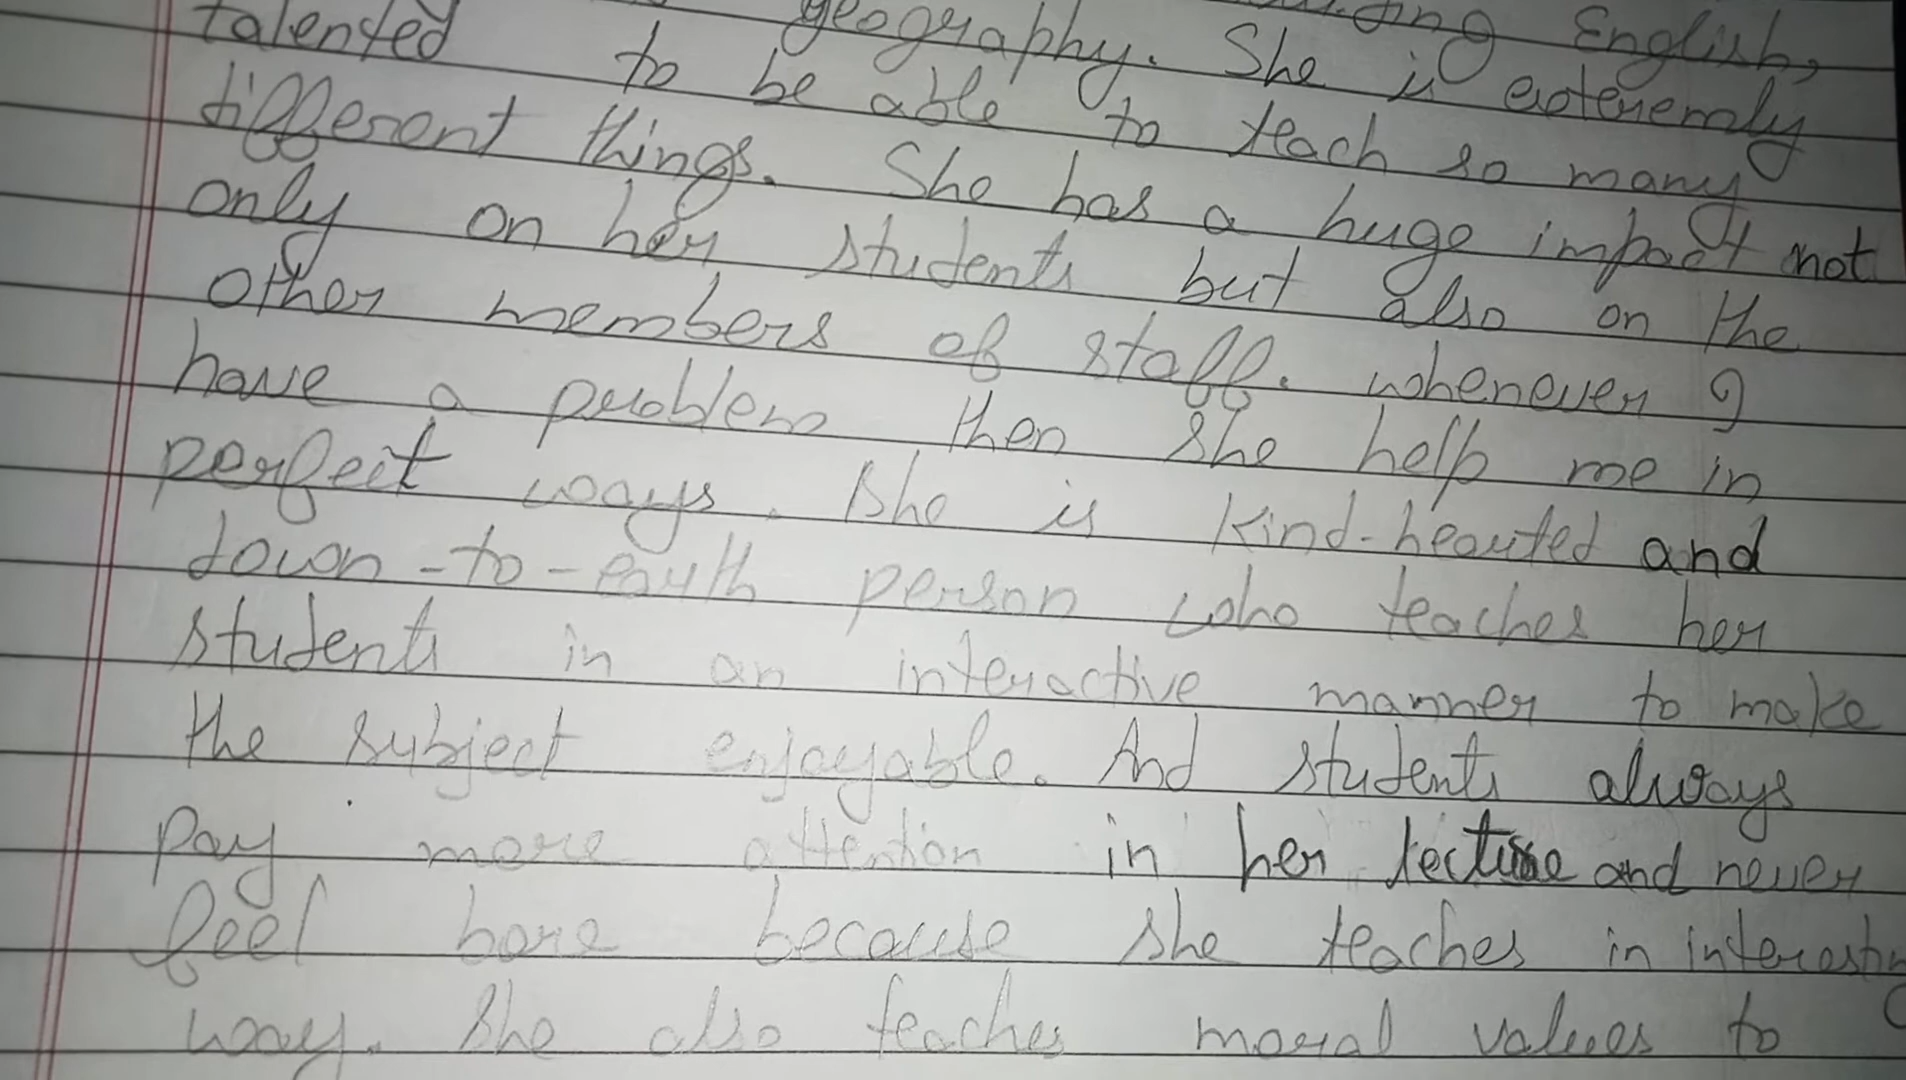 geography. She is extemly
talented to be able to teach so many
different things. She has a huge impact not
only on her students but also on the
other members of staff. whenever I
have a problem then she help me in
perfect ways. She is kind-hearted and
down-to-earth person who teaches her
students in an interactive manner to make
the subject enjoyable. And students always
pay more attention in her lecture and never
feel bore because she teaches in interesting
way. She also teaches moral values to